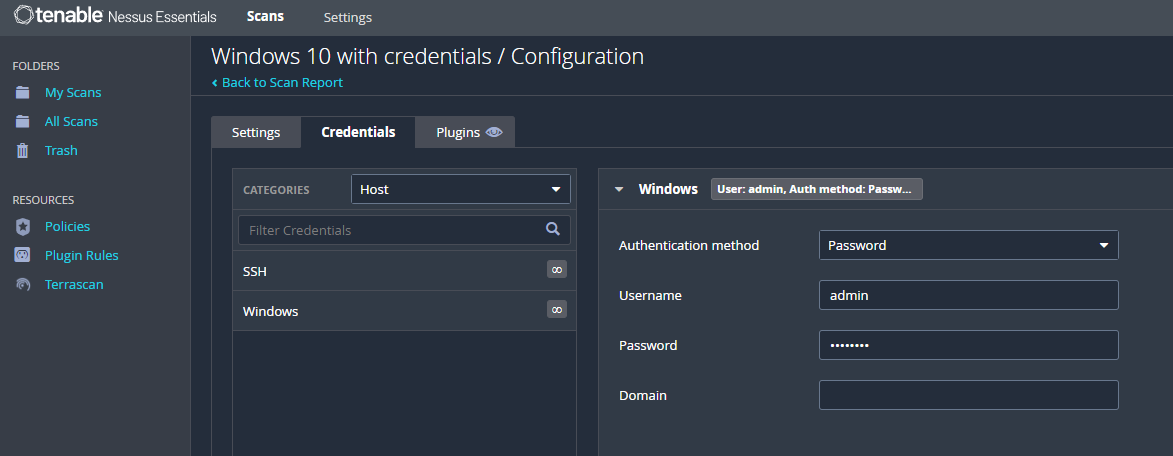 tenable Nessus Essentials Scans Settings
FOLDERS
My Scans
All Scans
Trash
RESOURCES
Policies
Plugin Rules
Terrascan
Windows 10 with credentials / Configuration
Back to Scan Report
Settings Credentials Plugins
CATEGORIES Host
Filter Credentials
SSH ∞
Windows ∞
Windows User: admin, Auth method: Passw...
Authentication method Password
Username admin
Password ••••••••
Domain